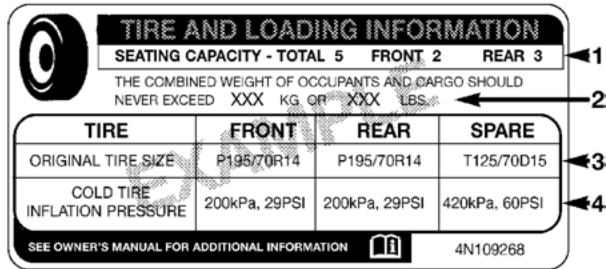 TIRE AND LOADING INFORMATION
SEATING CAPACITY - TOTAL 5 FRONT 2 REAR 3
1
THE COMBINED WEIGHT OF OCCUPANTS AND CARGO SHOULD
NEVER EXCEED XXX KG OR XXX LBS.
2
TIRE FRONT REAR SPARE
ORIGINAL TIRE SIZE P195/70R14 P195/70R14 T125/70D15
3
COLD TIRE
INFLATION PRESSURE 200kPa, 29PSI 200kPa, 29PSI 420kPa, 60PSI
4
SEE OWNER'S MANUAL FOR ADDITIONAL INFORMATION i 4N109268
EXAMPLE